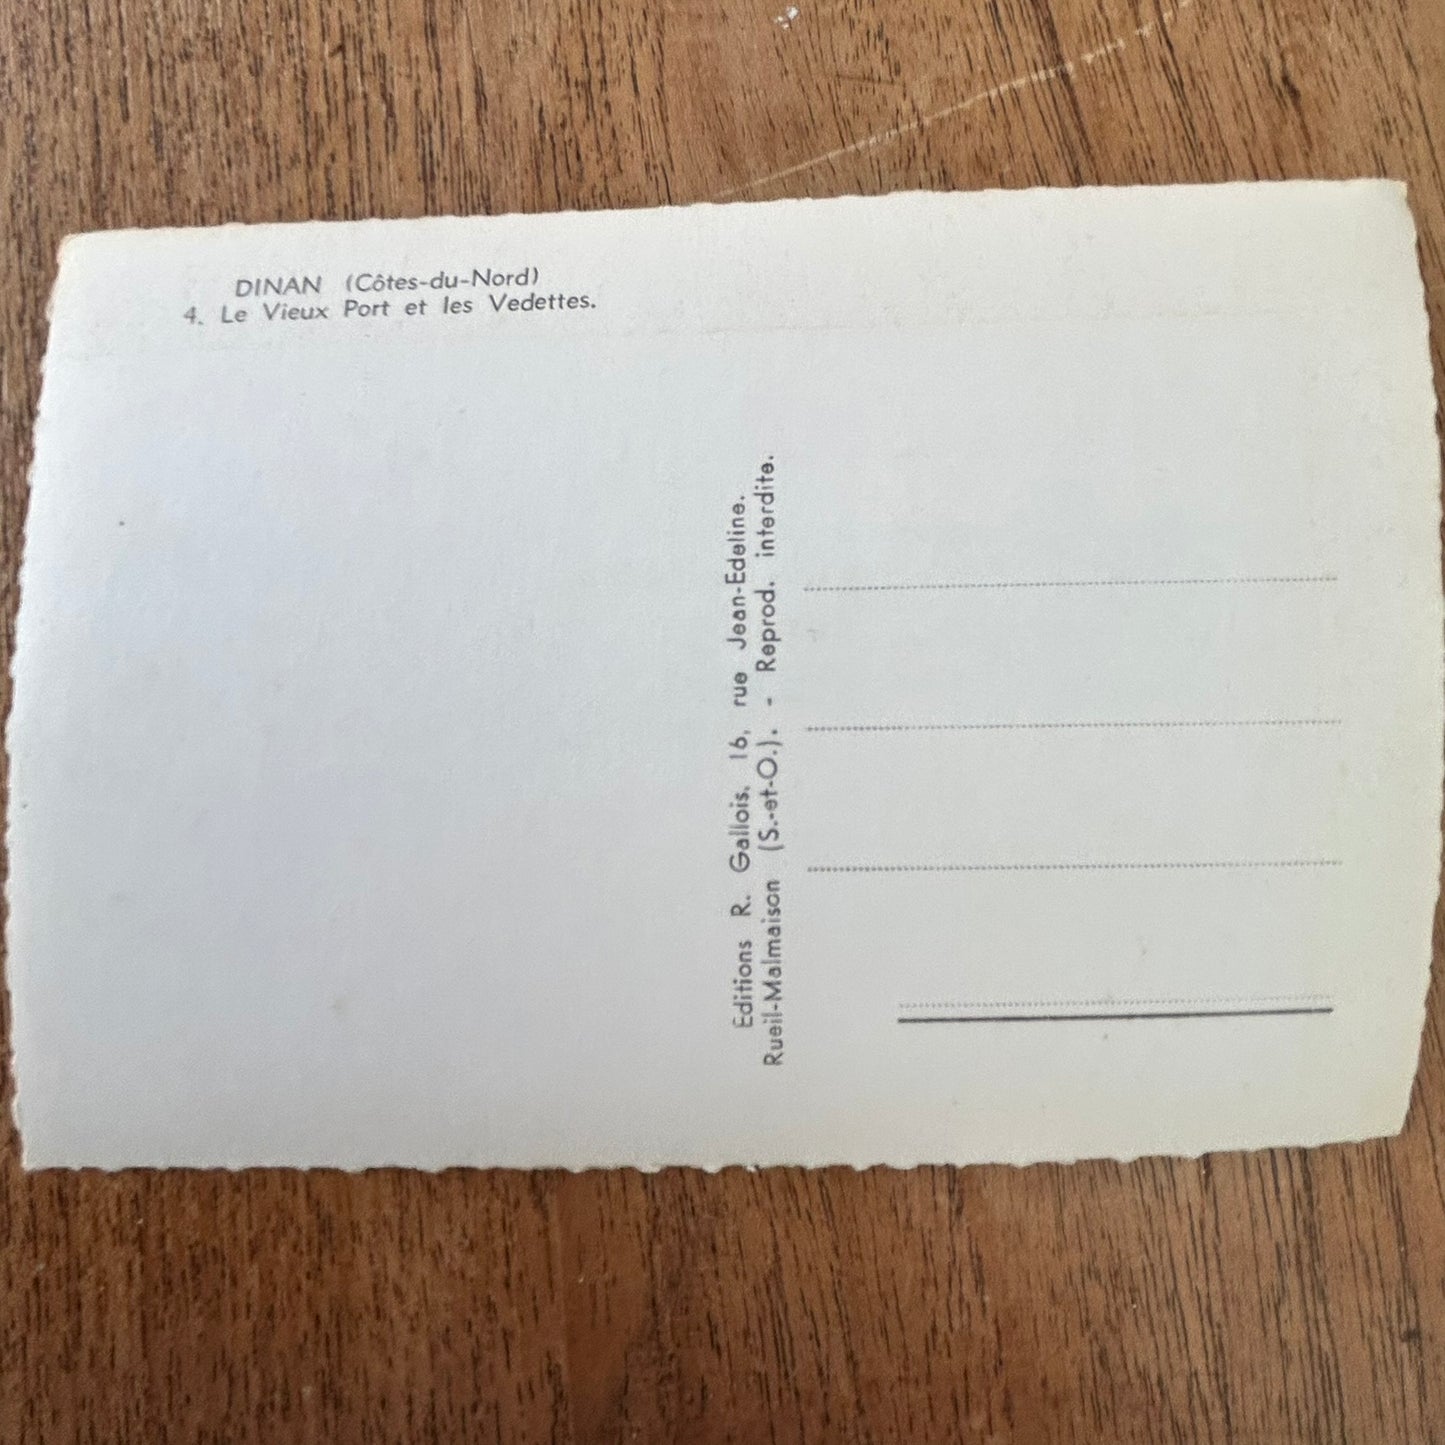 DINAN (Côtes-du-Nord)
4. Le Vieux Port et les Vedettes.
Editions R. Gallois, 16, rue Jean-Edeline.
Rueil-Malmaison (S.-et-O.). - Reprod. interdite.